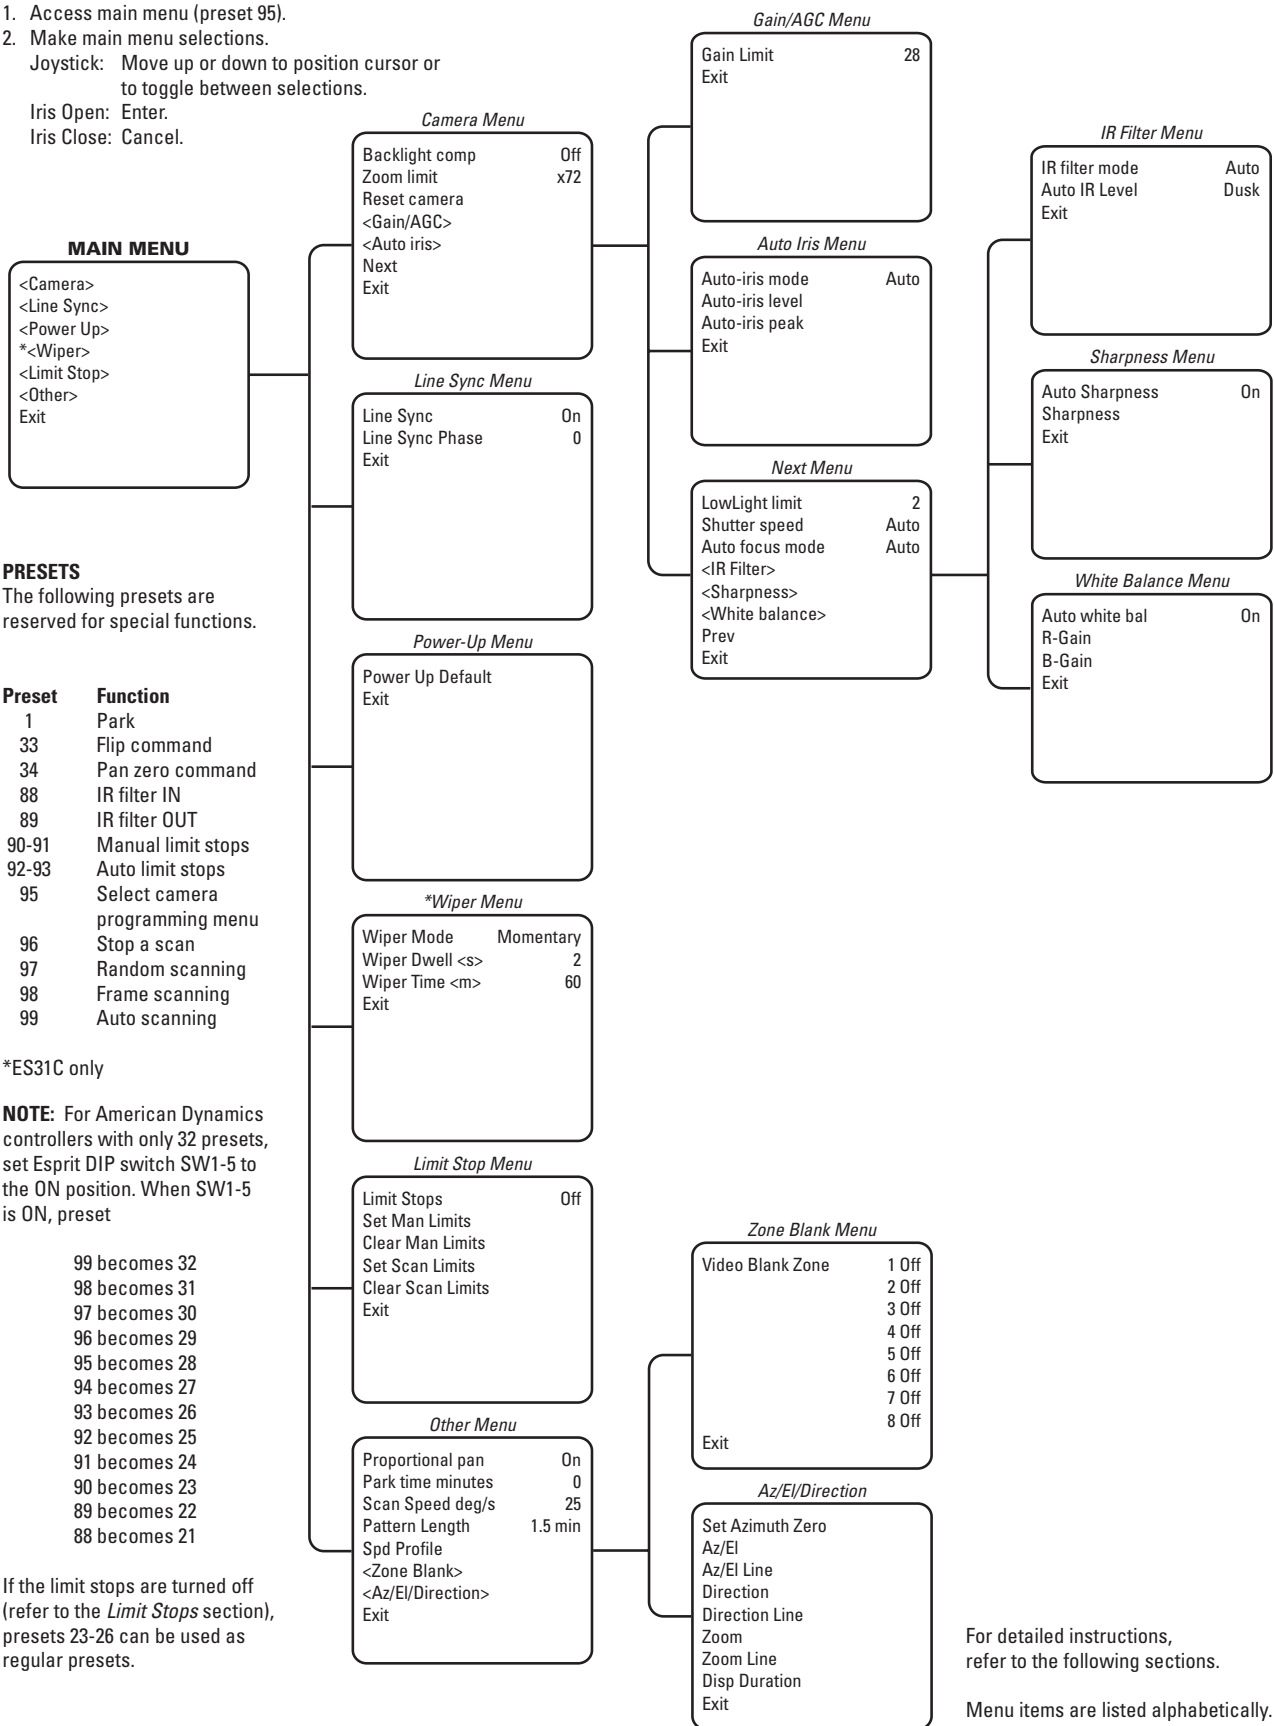 1. Access main menu (preset 95).
2. Make main menu selections.
Joystick: Move up or down to position cursor or
to toggle between selections.
Iris Open: Enter.
Iris Close: Cancel.
MAIN MENU
<Camera>
<Line Sync>
<Power Up>
*<Wiper>
<Limit Stop>
<Other>
Exit
PRESETS
The following presets are
reserved for special functions.
Preset Function
1 Park
33 Flip command
34 Pan zero command
88 IR filter IN
89 IR filter OUT
90-91 Manual limit stops
92-93 Auto limit stops
95 Select camera
programming menu
96 Stop a scan
97 Random scanning
98 Frame scanning
99 Auto scanning
*ES31C only
NOTE: For American Dynamics
controllers with only 32 presets,
set Esprit DIP switch SW1-5 to
the ON position. When SW1-5
is ON, preset
99 becomes 32
98 becomes 31
97 becomes 30
96 becomes 29
95 becomes 28
94 becomes 27
93 becomes 26
92 becomes 25
91 becomes 24
90 becomes 23
89 becomes 22
88 becomes 21
If the limit stops are turned off
(refer to the Limit Stops section),
presets 23-26 can be used as
regular presets.
Camera Menu
Backlight comp Off
Zoom limit x72
Reset camera
<Gain/AGC>
<Auto iris>
Next
Exit
Line Sync Menu
Line Sync On
Line Sync Phase 0
Exit
Power-Up Menu
Power Up Default
Exit
*Wiper Menu
Wiper Mode Momentary
Wiper Dwell <s> 2
Wiper Time <m> 60
Exit
Limit Stop Menu
Limit Stops Off
Set Man Limits
Clear Man Limits
Set Scan Limits
Clear Scan Limits
Exit
Other Menu
Proportional pan On
Park time minutes 0
Scan Speed deg/s 25
Pattern Length 1.5 min
Spd Profile
<Zone Blank>
<Az/El/Direction>
Exit
Gain/AGC Menu
Gain Limit 28
Exit
Auto Iris Menu
Auto-iris mode Auto
Auto-iris level
Auto-iris peak
Exit
Next Menu
LowLight limit 2
Shutter speed Auto
Auto focus mode Auto
<IR Filter>
<Sharpness>
<White balance>
Prev
Exit
IR Filter Menu
IR filter mode Auto
Auto IR Level Dusk
Exit
Sharpness Menu
Auto Sharpness On
Sharpness
Exit
White Balance Menu
Auto white bal On
R-Gain
B-Gain
Exit
Zone Blank Menu
Video Blank Zone 1 Off
2 Off
3 Off
4 Off
5 Off
6 Off
7 Off
8 Off
Exit
Az/El/Direction
Set Azimuth Zero
Az/El
Az/El Line
Direction
Direction Line
Zoom
Zoom Line
Disp Duration
Exit
For detailed instructions,
refer to the following sections.
Menu items are listed alphabetically.